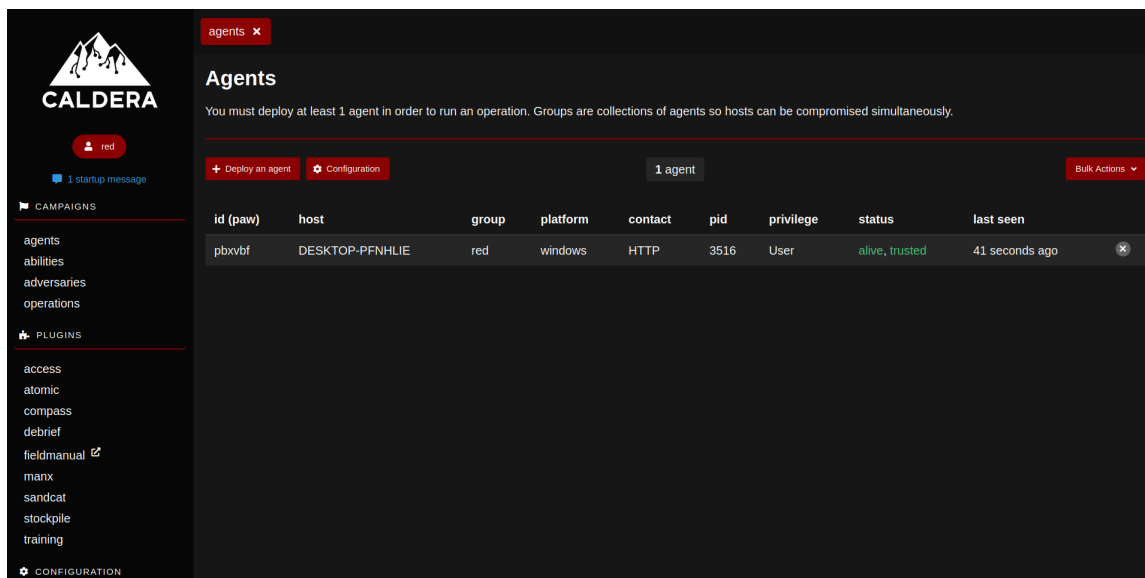 CALDERA
red
1 startup message
CAMPAIGNS
agents
abilities
adversaries
operations
PLUGINS
access
atomic
compass
debrief
fieldmanual
manx
sandcat
stockpile
training
CONFIGURATION
agents
Agents
You must deploy at least 1 agent in order to run an operation. Groups are collections of agents so hosts can be compromised simultaneously.
Deploy an agent Configuration 1 agent Bulk Actions
id (paw) host group platform contact pid privilege status last seen
pbxvbf DESKTOP-PFNHLIE red windows HTTP 3516 User alive, trusted 41 seconds ago